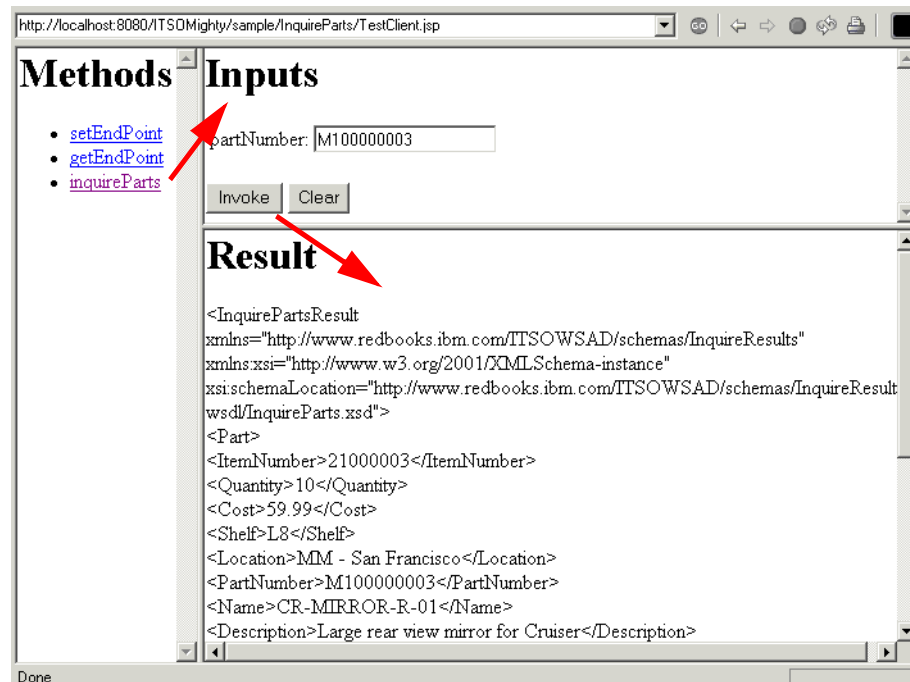 http://localhost:8080/ITSOMighty/sample/InquireParts/TestClient.jsp
Methods
setEndPoint
getEndPoint
inquireParts
Inputs
partNumber: M100000003
Invoke Clear
Result
<InquirePartsResult
xmlns="http://www.redbooks.ibm.com/ITSOWSAD/schemas/InquireResults"
xmlns:xsi="http://www.w3.org/2001/XMLSchema-instance"
xsi:schemaLocation="http://www.redbooks.ibm.com/ITSOWSAD/schemas/InquireResult
wsdl/InquireParts.xsd">
<Part>
<ItemNumber>21000003</ItemNumber>
<Quantity>10</Quantity>
<Cost>59.99</Cost>
<Shelf>L8</Shelf>
<Location>MM - San Francisco</Location>
<PartNumber>M100000003</PartNumber>
<Name>CR-MIRROR-R-01</Name>
<Description>Large rear view mirror for Cruiser</Description>
Done